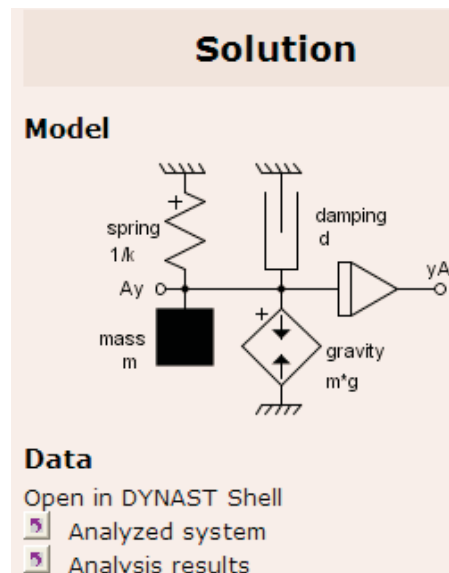 Solution
Model
spring
1/k
+
damping
d
Ay
yA
mass
m
+
gravity
m*g
Data
Open in DYNAST Shell
Analyzed system
Analysis results